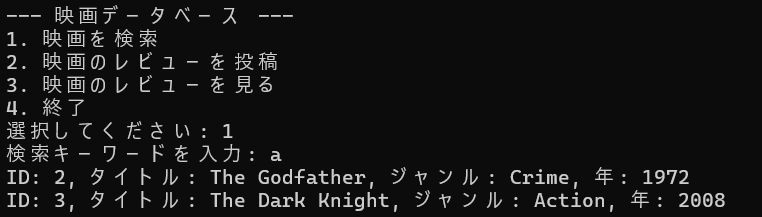 --- 映画データベース ---
1. 映画を検索
2. 映画のレビューを投稿
3. 映画のレビューを見る
4. 終了
選択してください: 1
検索キーワードを入力: a
ID: 2, タイトル: The Godfather, ジャンル: Crime, 年: 1972
ID: 3, タイトル: The Dark Knight, ジャンル: Action, 年: 2008